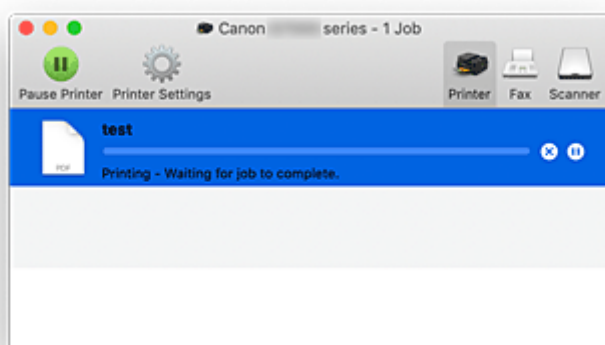 Canon series - 1 Job
Pause Printer Printer Settings Printer Fax Scanner
test
PDF
Printing - Waiting for job to complete.